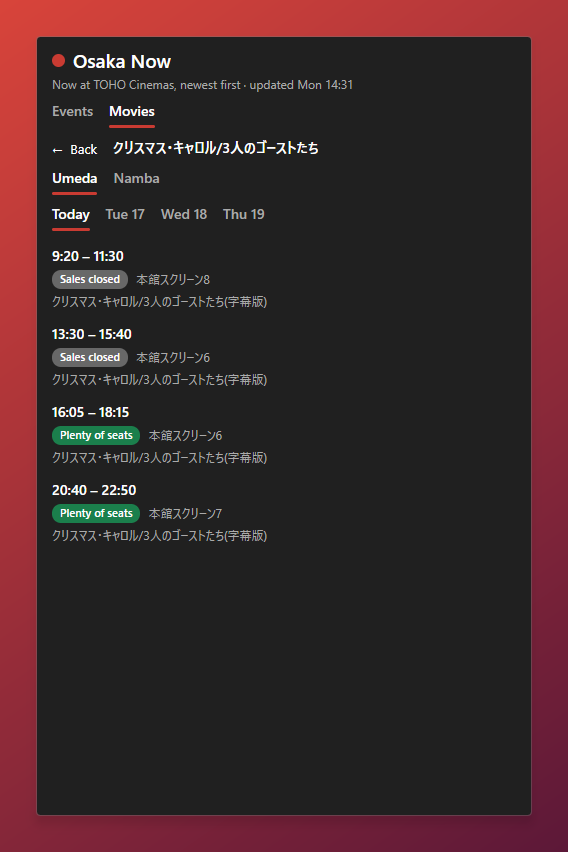 Osaka Now
Now at TOHO Cinemas, newest first · updated Mon 14:31
Events Movies
← Back クリスマス・キャロル/3人のゴーストたち
Umeda Namba
Today Tue 17 Wed 18 Thu 19
9:20 – 11:30
Sales closed 本館スクリーン8
クリスマス・キャロル/3人のゴーストたち(字幕版)
13:30 – 15:40
Sales closed 本館スクリーン6
クリスマス・キャロル/3人のゴーストたち(字幕版)
16:05 – 18:15
Plenty of seats 本館スクリーン6
クリスマス・キャロル/3人のゴーストたち(字幕版)
20:40 – 22:50
Plenty of seats 本館スクリーン7
クリスマス・キャロル/3人のゴーストたち(字幕版)